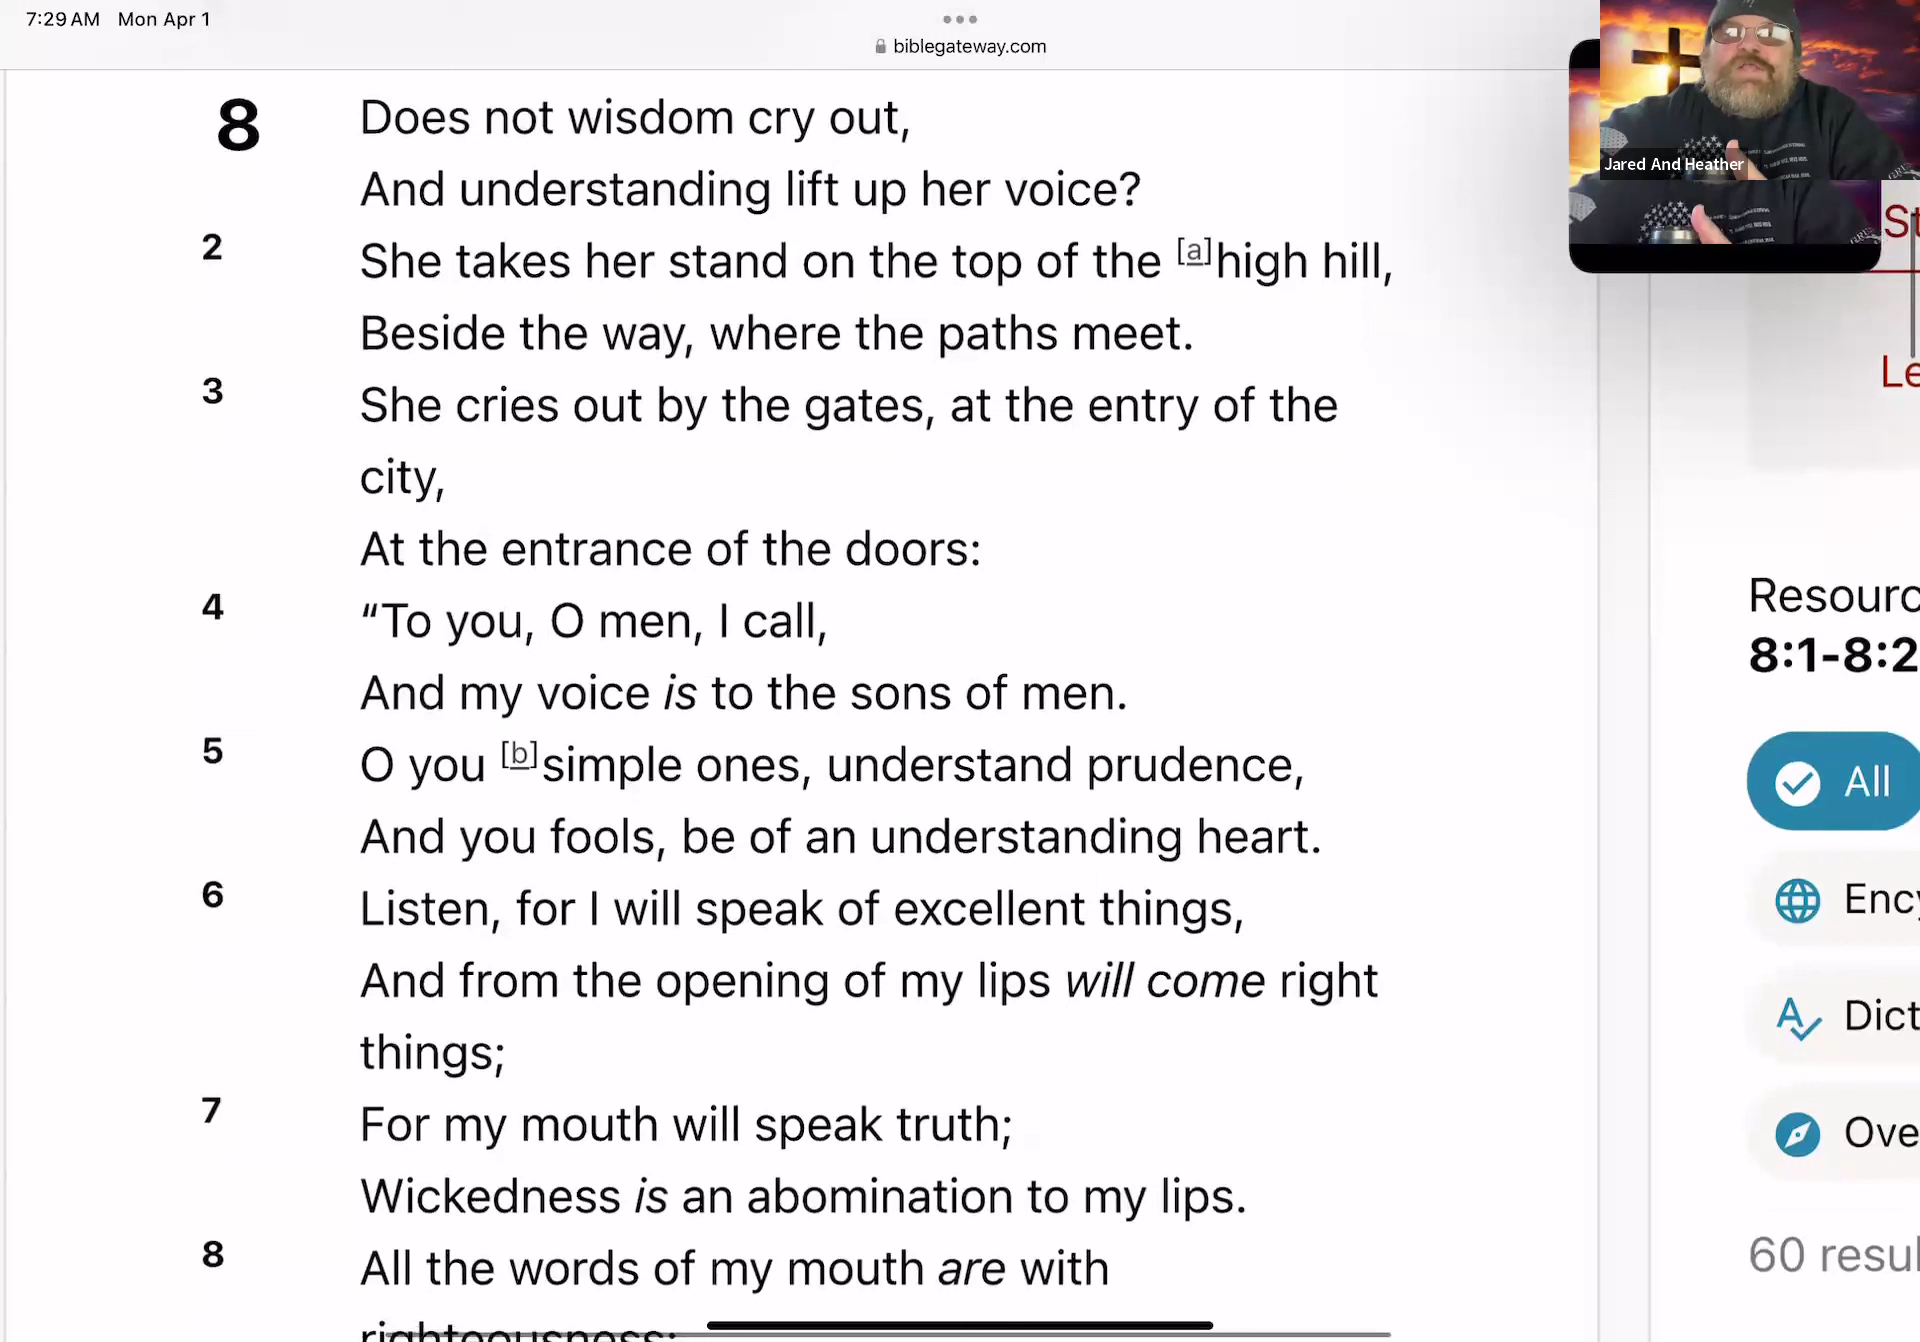 7:29 AM Mon Apr 1
biblegateway.com
Jared And Heather
8 Does not wisdom cry out,
And understanding lift up her voice?
2 She takes her stand on the top of the [a]high hill,
Beside the way, where the paths meet.
3 She cries out by the gates, at the entry of the
city,
At the entrance of the doors:
4 “To you, O men, I call,
And my voice is to the sons of men.
5 O you [b]simple ones, understand prudence,
And you fools, be of an understanding heart.
6 Listen, for I will speak of excellent things,
And from the opening of my lips will come right
things;
7 For my mouth will speak truth;
Wickedness is an abomination to my lips.
8 All the words of my mouth are with
righteousness;
St
Le
Resourc
8:1-8:2
All
Ency
Dict
Ove
60 resul